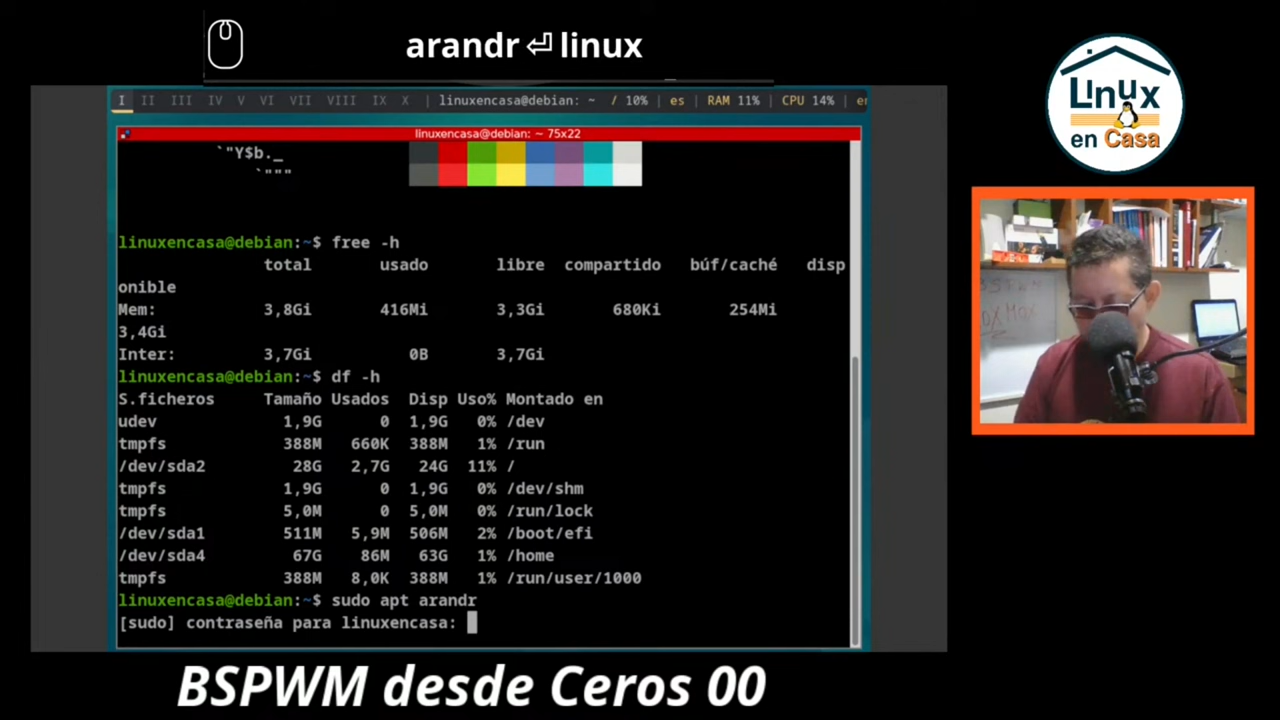 arandr⏎linux
I II III IV V VI VII VIII IX X | linuxencasa@debian: ~ / 10% | es | RAM 11% | CPU 14% | en
linuxencasa@debian: ~ 75x22
`"Y$b._
`"""
linuxencasa@debian:~$ free -h
total usado libre compartido búf/caché disp
onible
Mem: 3,8Gi 416Mi 3,3Gi 680Ki 254Mi
3,4Gi
Inter: 3,7Gi 0B 3,7Gi
linuxencasa@debian:~$ df -h
S.ficheros Tamaño Usados Disp Uso% Montado en
udev 1,9G 0 1,9G 0% /dev
tmpfs 388M 660K 388M 1% /run
/dev/sda2 28G 2,7G 24G 11% /
tmpfs 1,9G 0 1,9G 0% /dev/shm
tmpfs 5,0M 0 5,0M 0% /run/lock
/dev/sda1 511M 5,9M 506M 2% /boot/efi
/dev/sda4 67G 86M 63G 1% /home
tmpfs 388M 8,0K 388M 1% /run/user/1000
linuxencasa@debian:~$ sudo apt arandr
[sudo] contraseña para linuxencasa:
LInux
en Casa
BSPWM desde Ceros 00